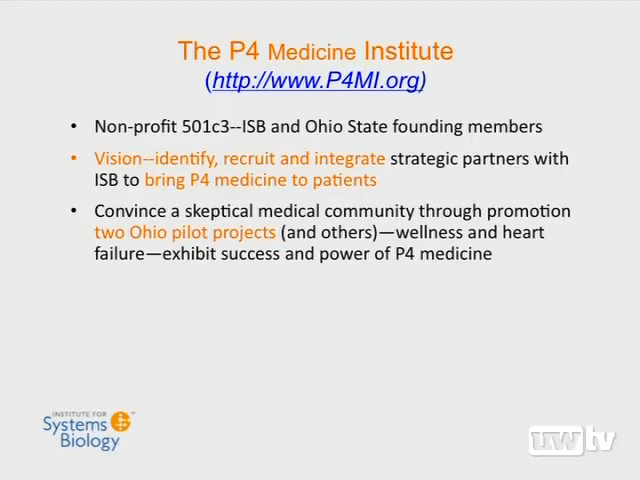 The P4 Medicine Institute
(http://www.P4MI.org)
• Non-profit 501c3--ISB and Ohio State founding members
• Vision--identify, recruit and integrate strategic partners with
ISB to bring P4 medicine to patients
• Convince a skeptical medical community through promotion
two Ohio pilot projects (and others)—wellness and heart
failure—exhibit success and power of P4 medicine
INSTITUTE FOR
Systems
Biology
uwtv